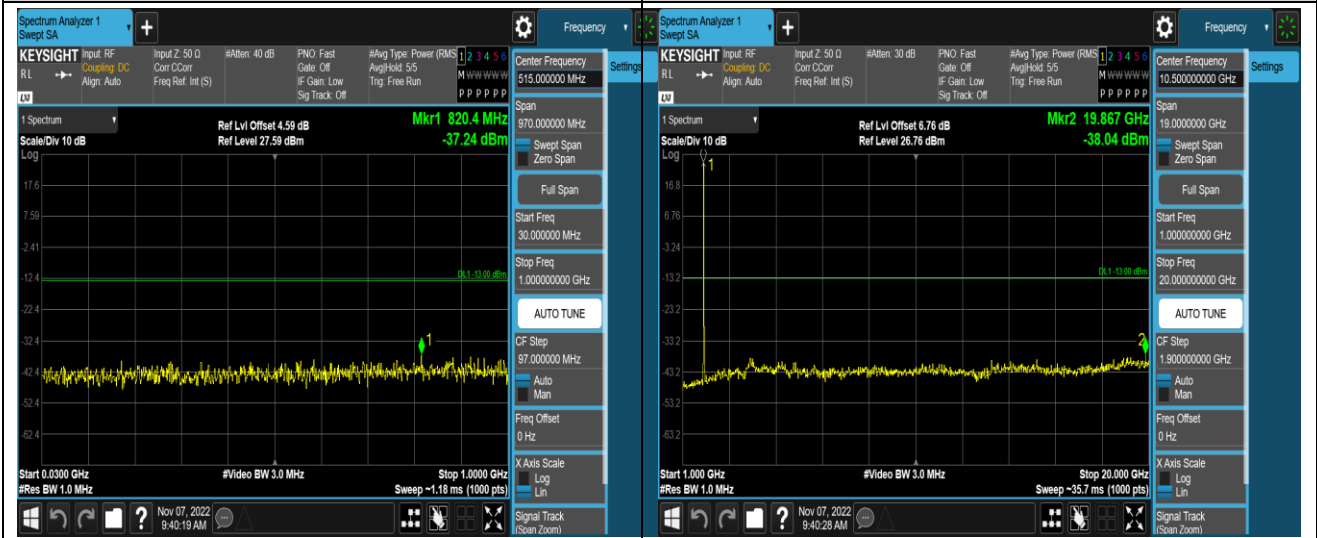 Spectrum Analyzer 1
Swept SA
+
Frequency
KEYSIGHT
RL
LXI
Input: RF
Coupling: DC
Align: Auto
Input Z: 50 Ω
Corr CCorr
Freq Ref: Int (S)
#Atten: 40 dB
PNO: Fast
Gate: Off
IF Gain: Low
Sig Track: Off
#Avg Type: Power (RMS
Avg|Hold: 5/5
Trig: Free Run
1 2 3 4 5 6
M W W W W W
P P P P P P
Center Frequency
515.000000 MHz
Settings
Span
970.000000 MHz
Swept Span
Zero Span
Full Span
Start Freq
30.000000 MHz
Stop Freq
1.000000000 GHz
AUTO TUNE
CF Step
97.000000 MHz
Auto
Man
Freq Offset
0 Hz
X Axis Scale
Log
Lin
Signal Track
(Span Zoom)
1 Spectrum
Scale/Div 10 dB
Log
Ref Lvl Offset 4.59 dB
Ref Level 27.59 dBm
Mkr1 820.4 MHz
-37.24 dBm
17.6
7.59
-2.41
-12.4
DL1 -13.00 dBm
-22.4
-32.4
1
-42.4
-52.4
-62.4
Start 0.0300 GHz
#Video BW 3.0 MHz
Stop 1.0000 GHz
#Res BW 1.0 MHz
Sweep ~1.18 ms (1000 pts)
?
Nov 07, 2022
9:40:19 AM
Spectrum Analyzer 1
Swept SA
+
Frequency
KEYSIGHT
RL
LXI
Input: RF
Coupling: DC
Align: Auto
Input Z: 50 Ω
Corr CCorr
Freq Ref: Int (S)
#Atten: 30 dB
PNO: Fast
Gate: Off
IF Gain: Low
Sig Track: Off
#Avg Type: Power (RMS
Avg|Hold: 5/5
Trig: Free Run
1 2 3 4 5 6
M W W W W W
P P P P P P
Center Frequency
10.500000000 GHz
Settings
Span
19.0000000 GHz
Swept Span
Zero Span
Full Span
Start Freq
1.000000000 GHz
Stop Freq
20.000000000 GHz
AUTO TUNE
CF Step
1.900000000 GHz
Auto
Man
Freq Offset
0 Hz
X Axis Scale
Log
Lin
Signal Track
(Span Zoom)
1 Spectrum
Scale/Div 10 dB
Log
Ref Lvl Offset 6.76 dB
Ref Level 26.76 dBm
Mkr2 19.867 GHz
-38.04 dBm
1
16.8
6.76
-3.24
-13.2
DL1 -13.00 dBm
-23.2
-33.2
2
-43.2
-53.2
-63.2
Start 1.000 GHz
#Video BW 3.0 MHz
Stop 20.000 GHz
#Res BW 1.0 MHz
Sweep ~35.7 ms (1000 pts)
?
Nov 07, 2022
9:40:28 AM